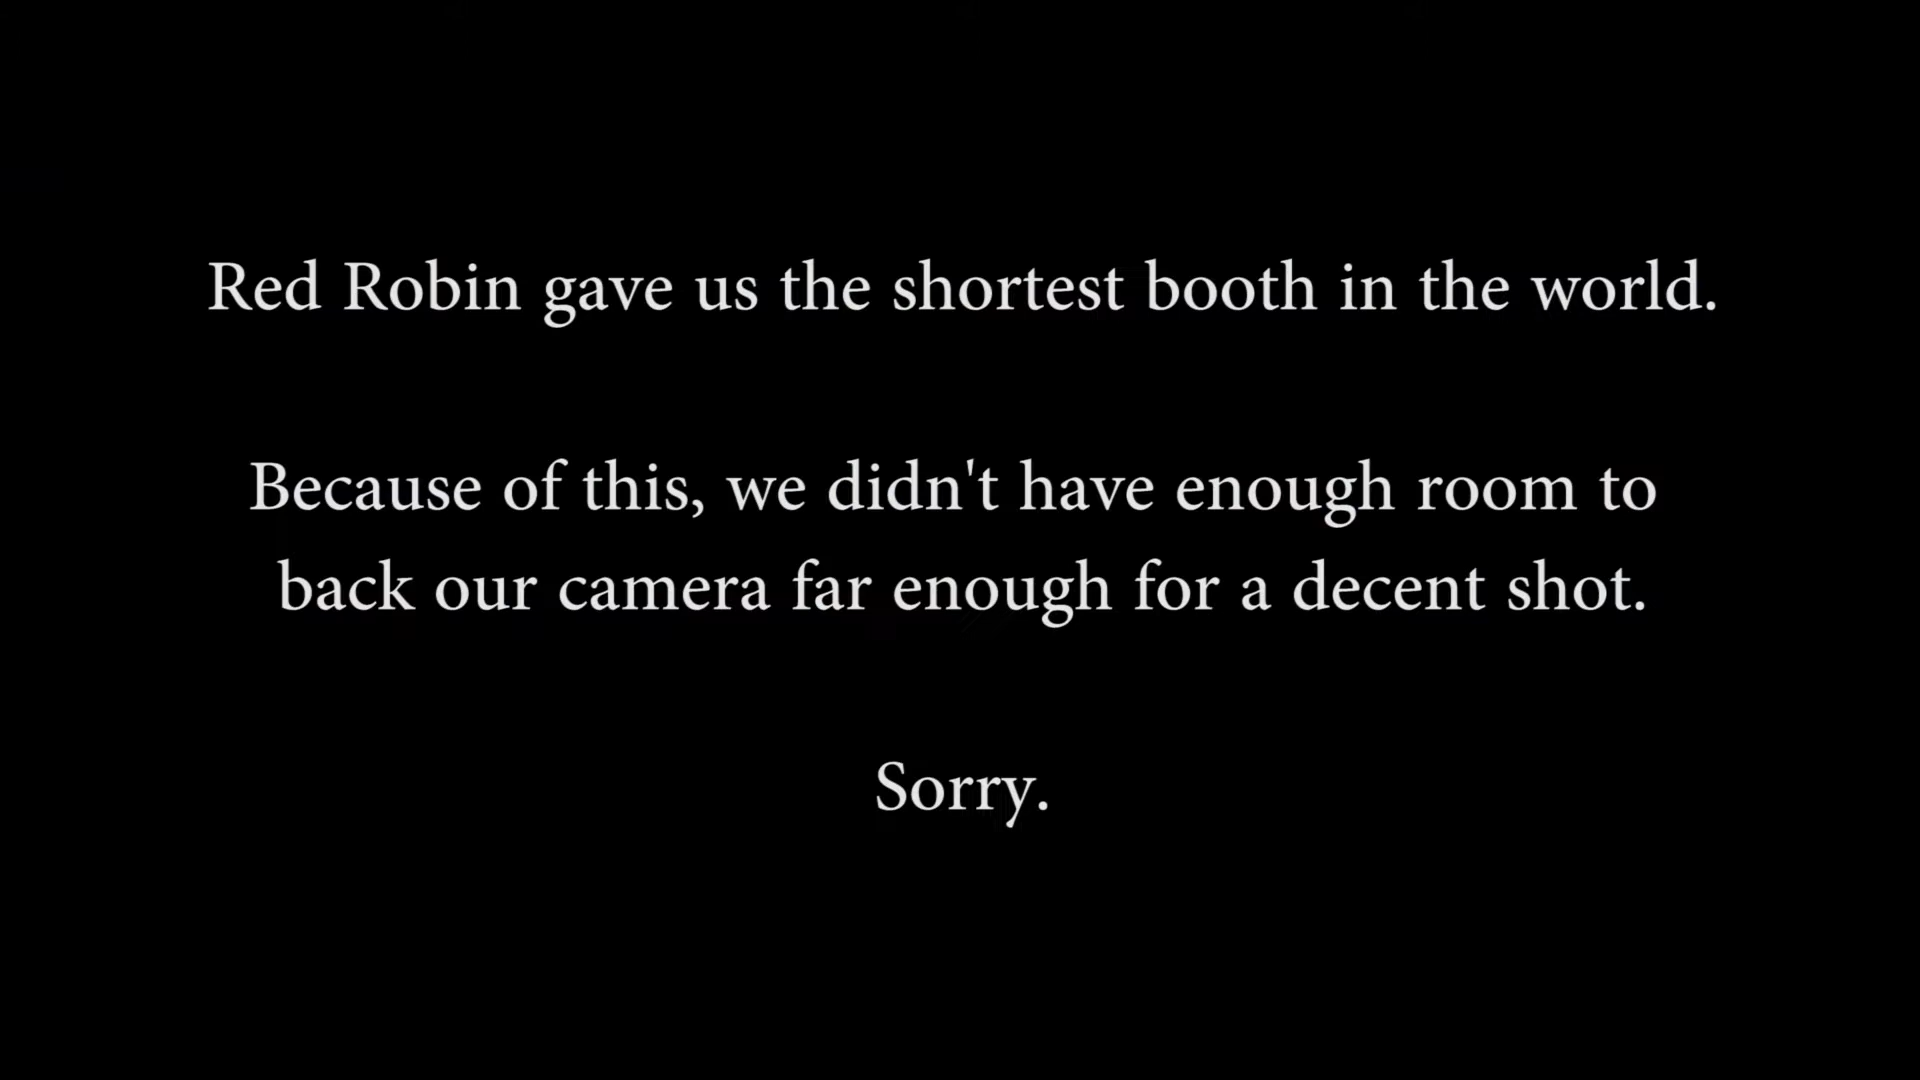 Red Robin gave us the shortest booth in the world.
Because of this, we didn't have enough room to
back our camera far enough for a decent shot.
Sorry.